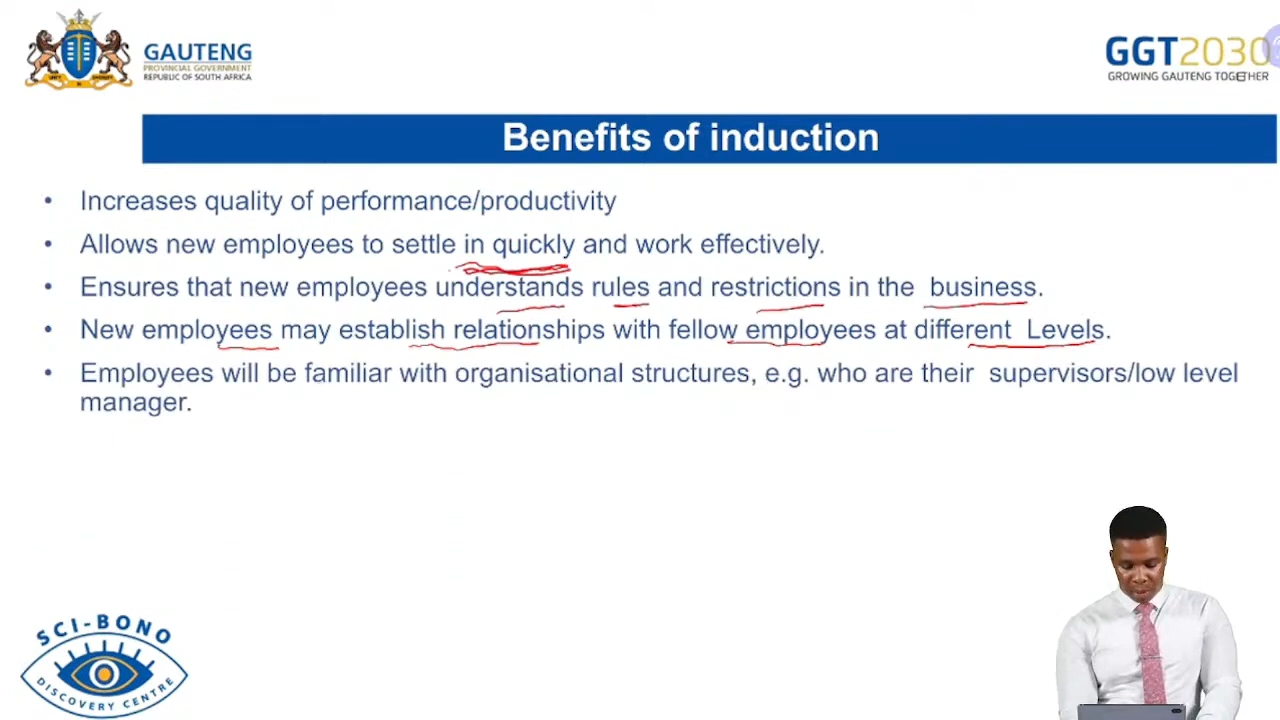 GAUTENG
PROVINCIAL GOVERNMENT
REPUBLIC OF SOUTH AFRICA
GGT2030
GROWING GAUTENG TOGETHER
Benefits of induction
• Increases quality of performance/productivity
• Allows new employees to settle in quickly and work effectively.
• Ensures that new employees understands rules and restrictions in the business.
• New employees may establish relationships with fellow employees at different Levels.
• Employees will be familiar with organisational structures, e.g. who are their supervisors/low level
manager.
SCI-BONO
DISCOVERY CENTRE